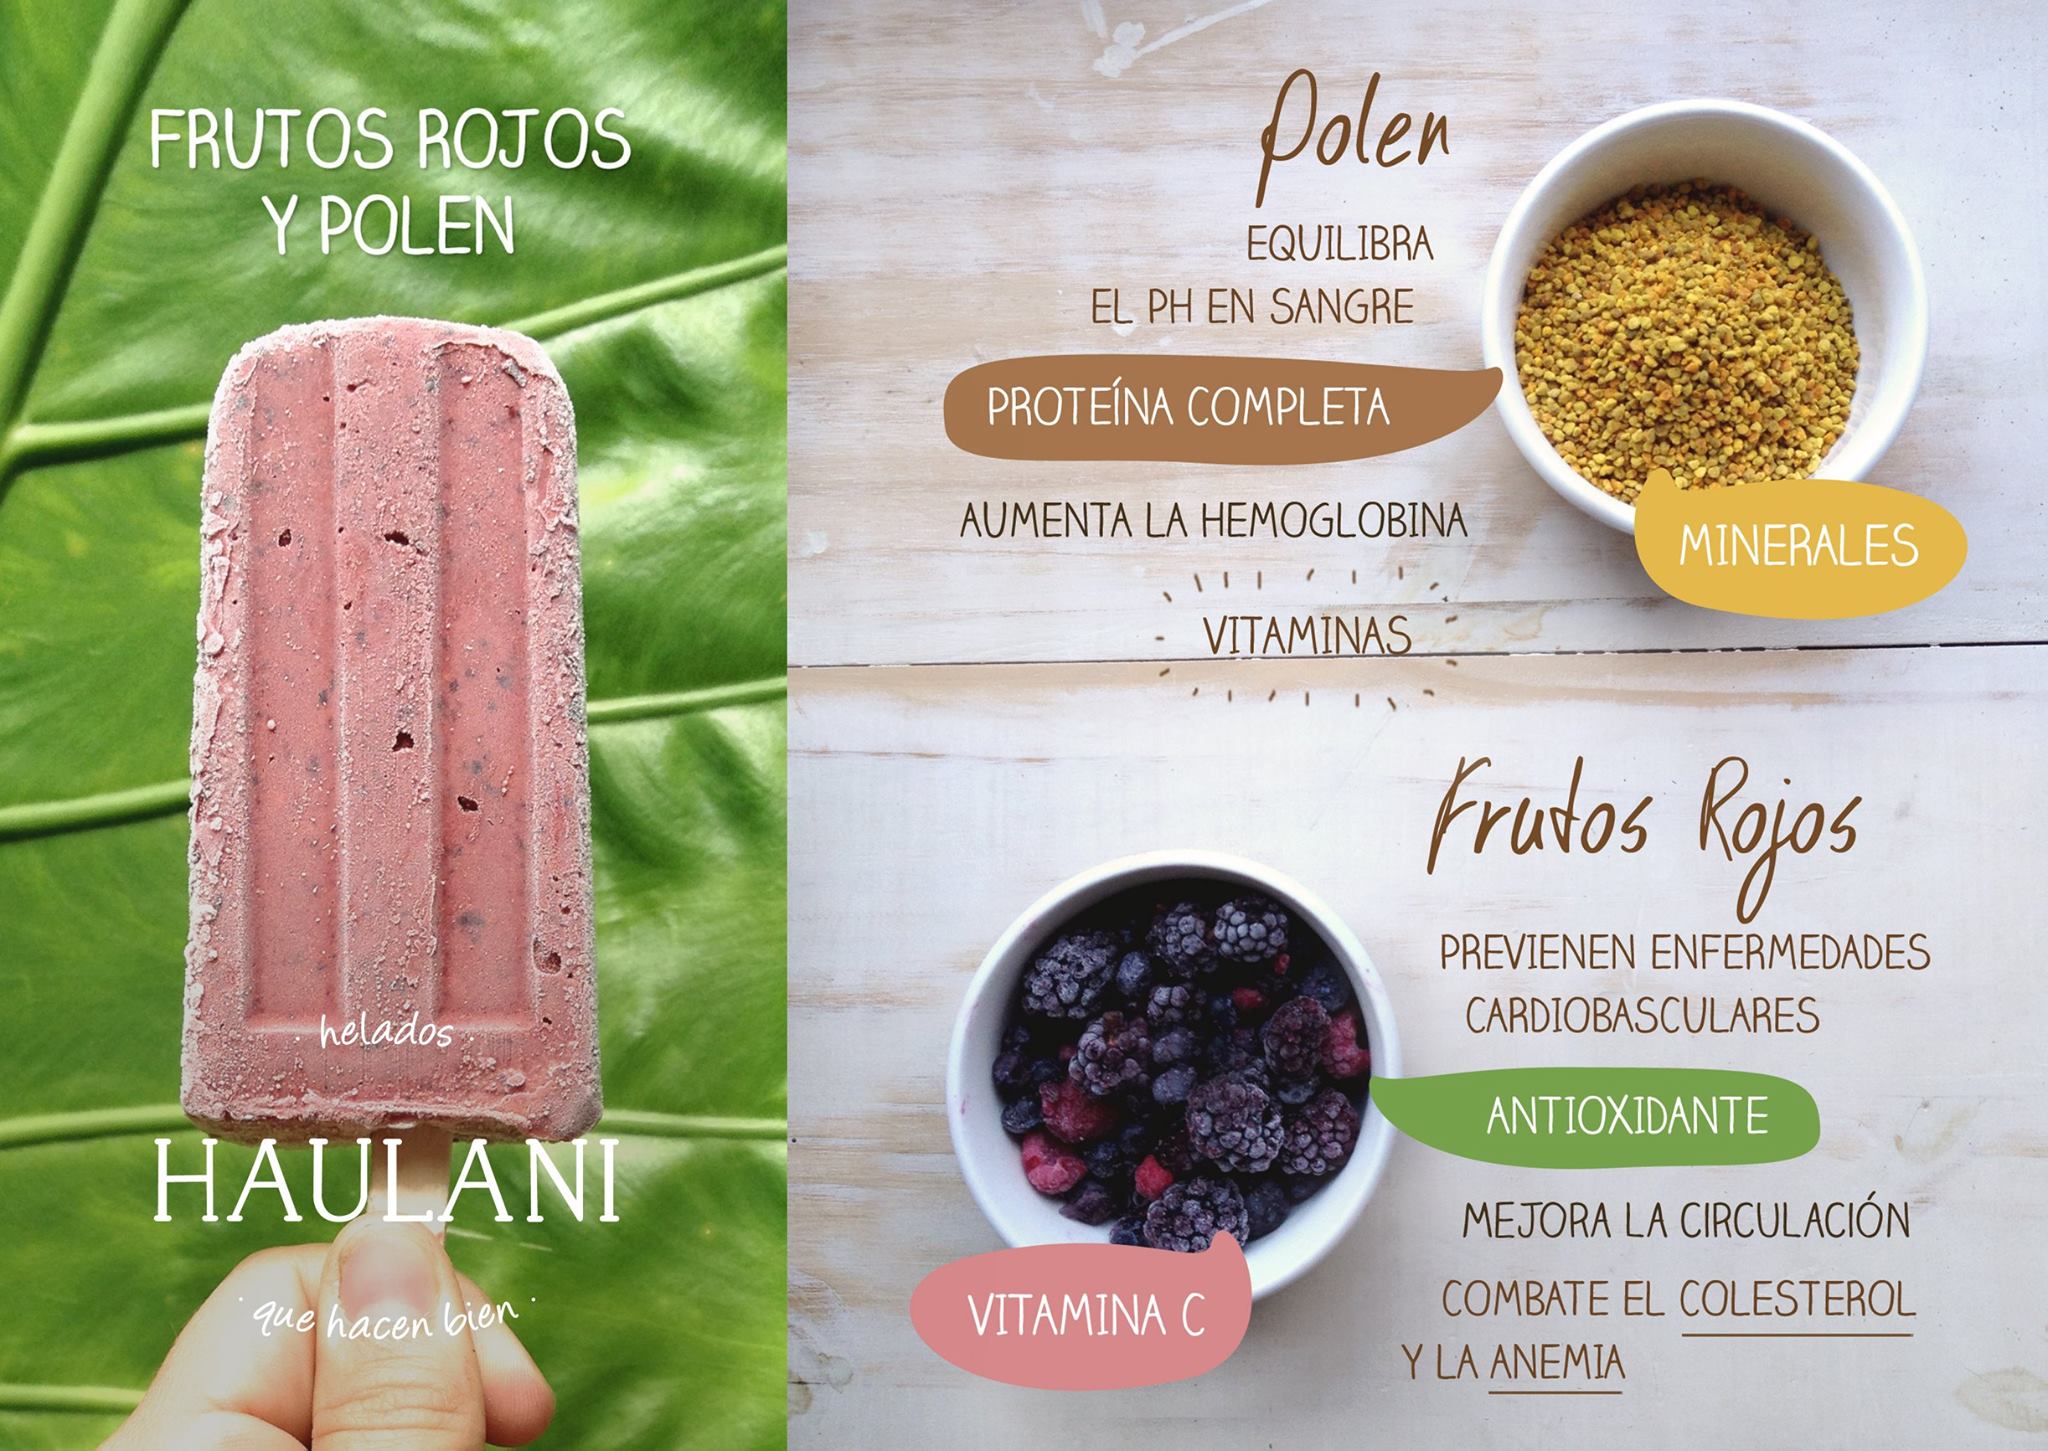 FRUTOS ROJOS
Y POLEN
helados
HAULANI
que hacen bien
Polen
EQUILIBRA
EL PH EN SANGRE
PROTEÍNA COMPLETA
AUMENTA LA HEMOGLOBINA
MINERALES
VITAMINAS
Frutos Rojos
PREVIENEN ENFERMEDADES
CARDIOBASCULARES
ANTIOXIDANTE
MEJORA LA CIRCULACIÓN
COMBATE EL COLESTEROL
Y LA ANEMIA
VITAMINA C